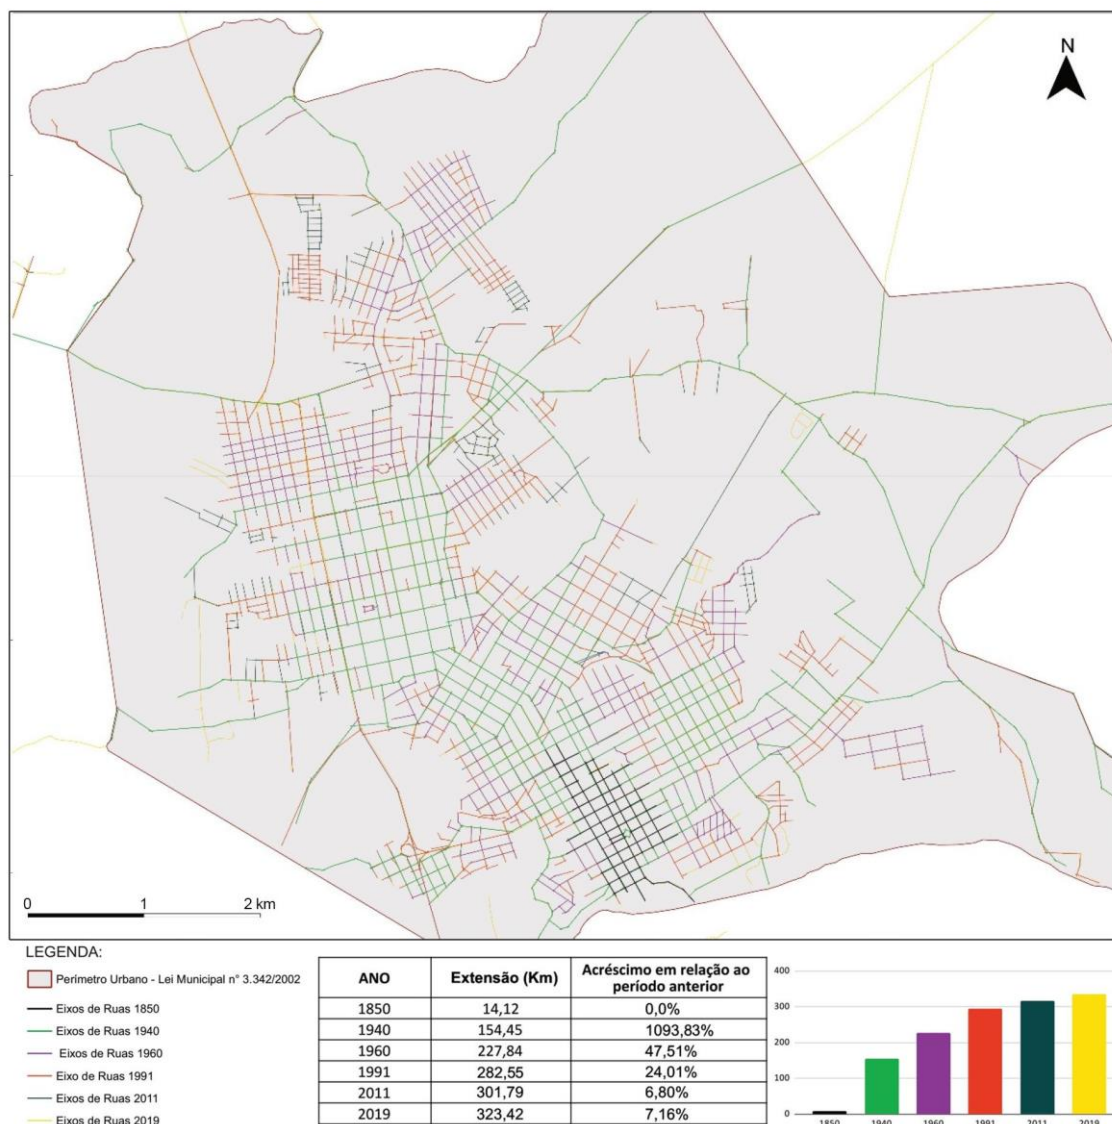 N
0 1 2 km
LEGENDA:
Perímetro Urbano - Lei Municipal n° 3.342/2002
Eixos de Ruas 1850
Eixos de Ruas 1940
Eixos de Ruas 1960
Eixo de Ruas 1991
Eixos de Ruas 2011
Eixos de Ruas 2019
ANO Extensão (Km) Acréscimo em relação ao
período anterior
1850 14,12 0,0%
1940 154,45 1093,83%
1960 227,84 47,51%
1991 282,55 24,01%
2011 301,79 6,80%
2019 323,42 7,16%
400
300
200
100
0
1850 1940 1960 1991 2011 2019